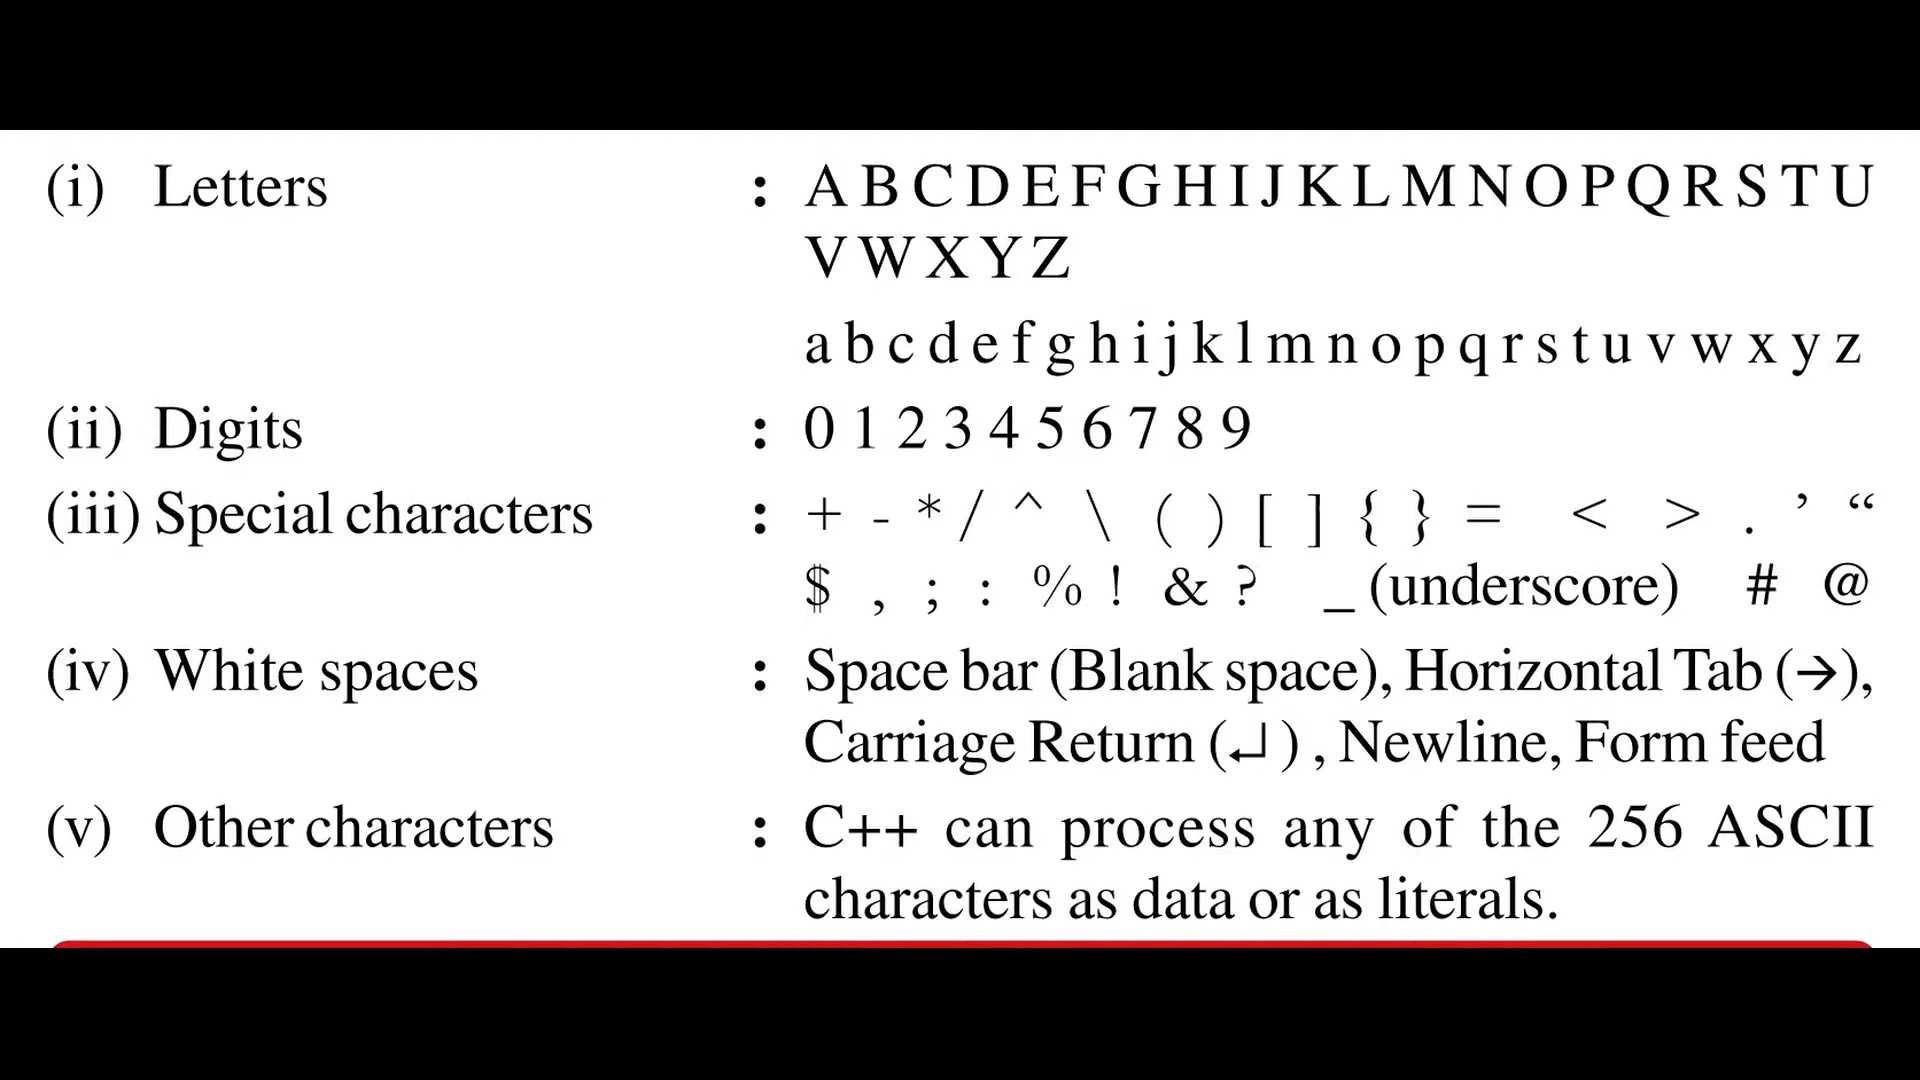 (i) Letters : A B C D E F G H I J K L M N O P Q R S T U
V W X Y Z
a b c d e f g h i j k l m n o p q r s t u v w x y z
(ii) Digits : 0 1 2 3 4 5 6 7 8 9
(iii) Special characters : + - * / ^ \ ( ) [ ] { } = < > . ’ “
$ , ; : % ! & ? _ (underscore) # @
(iv) White spaces : Space bar (Blank space), Horizontal Tab (→),
Carriage Return (↵) , Newline, Form feed
(v) Other characters : C++ can process any of the 256 ASCII
characters as data or as literals.